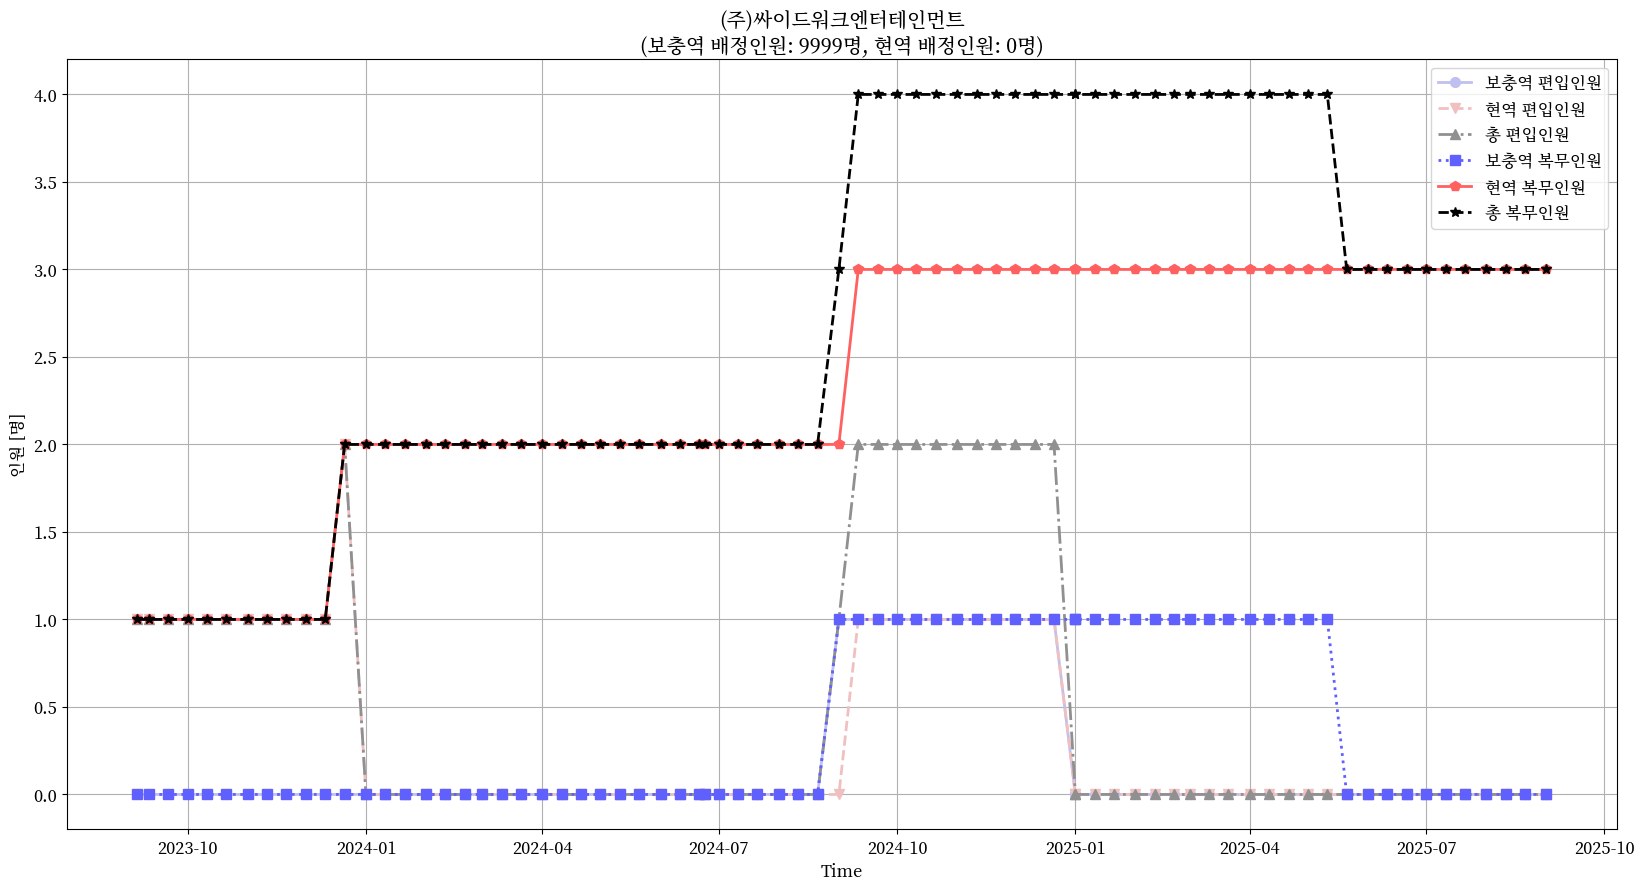 (주)싸이드워크엔터테인먼트
(보충역 배정인원: 9999명, 현역 배정인원: 0명)
4.0
3.5
3.0
2.5
2.0
1.5
1.0
0.5
0.0
인원 [명]
보충역 편입인원
현역 편입인원
총 편입인원
보충역 복무인원
현역 복무인원
총 복무인원
2023-10
2024-01
2024-04
2024-07
2024-10
2025-01
2025-04
2025-07
2025-10
Time